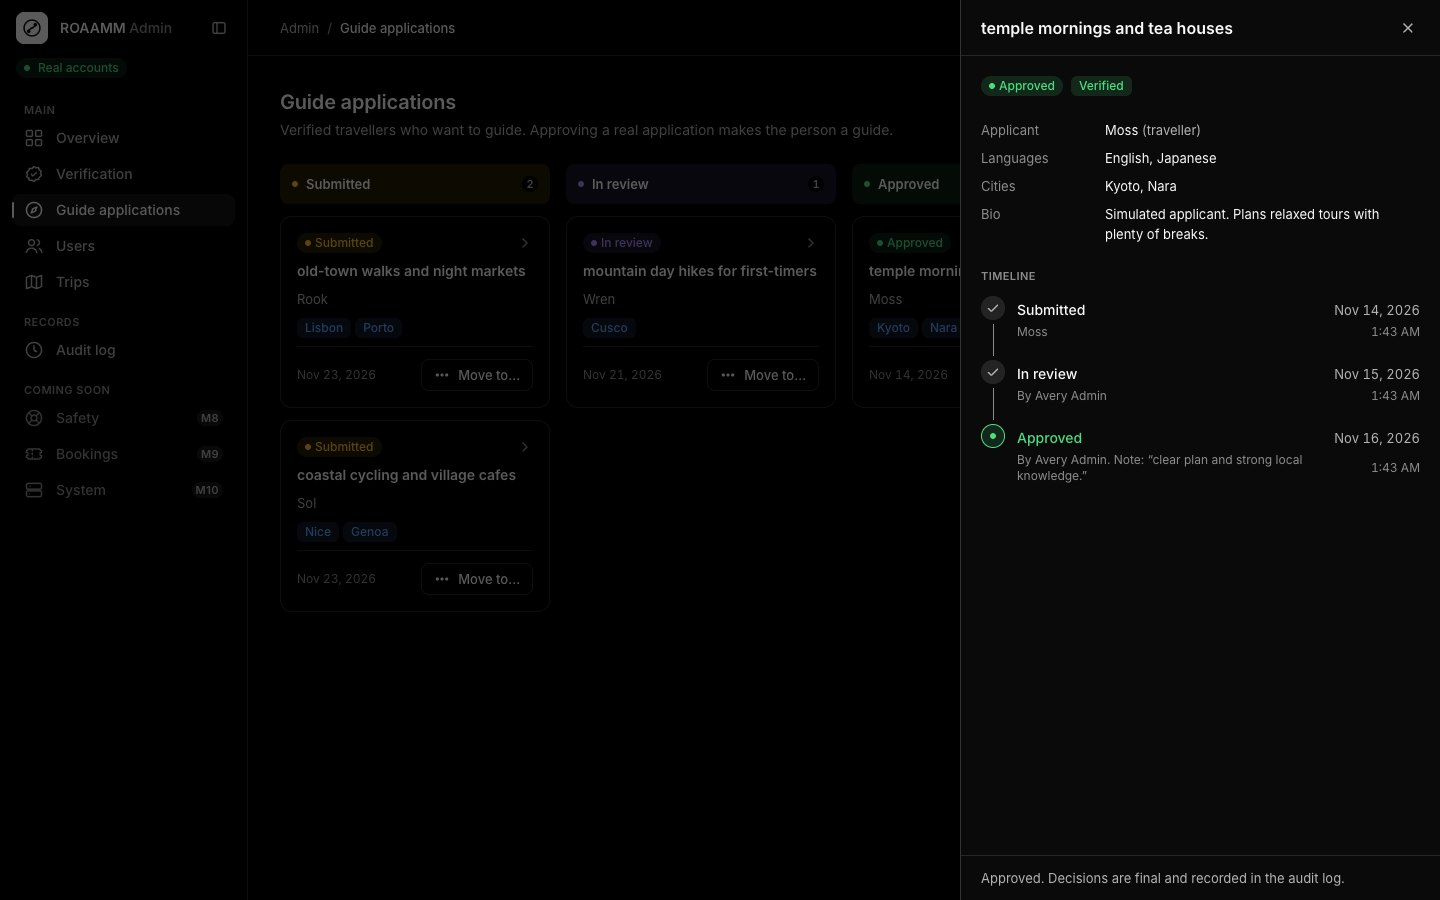 ROAAMM Admin
Real accounts
MAIN
Overview
Verification
Guide applications
Users
Trips
RECORDS
Audit log
COMING SOON
Safety M8
Bookings M9
System M10
Admin / Guide applications
Guide applications
Verified travellers who want to guide. Approving a real application makes the person a guide.
Submitted 2
Submitted
old-town walks and night markets
Rook
Lisbon Porto
Nov 23, 2026 ••• Move to...
Submitted
coastal cycling and village cafes
Sol
Nice Genoa
Nov 23, 2026 ••• Move to...
In review 1
In review
mountain day hikes for first-timers
Wren
Cusco
Nov 21, 2026 ••• Move to...
Approved
Approved
temple mornin
Moss
Kyoto Nara
Nov 14, 2026
temple mornings and tea houses
Approved Verified
Applicant Moss (traveller)
Languages English, Japanese
Cities Kyoto, Nara
Bio Simulated applicant. Plans relaxed tours with
plenty of breaks.
TIMELINE
Submitted Nov 14, 2026
Moss 1:43 AM
In review Nov 15, 2026
By Avery Admin 1:43 AM
Approved Nov 16, 2026
By Avery Admin. Note: “clear plan and strong local
knowledge.” 1:43 AM
Approved. Decisions are final and recorded in the audit log.